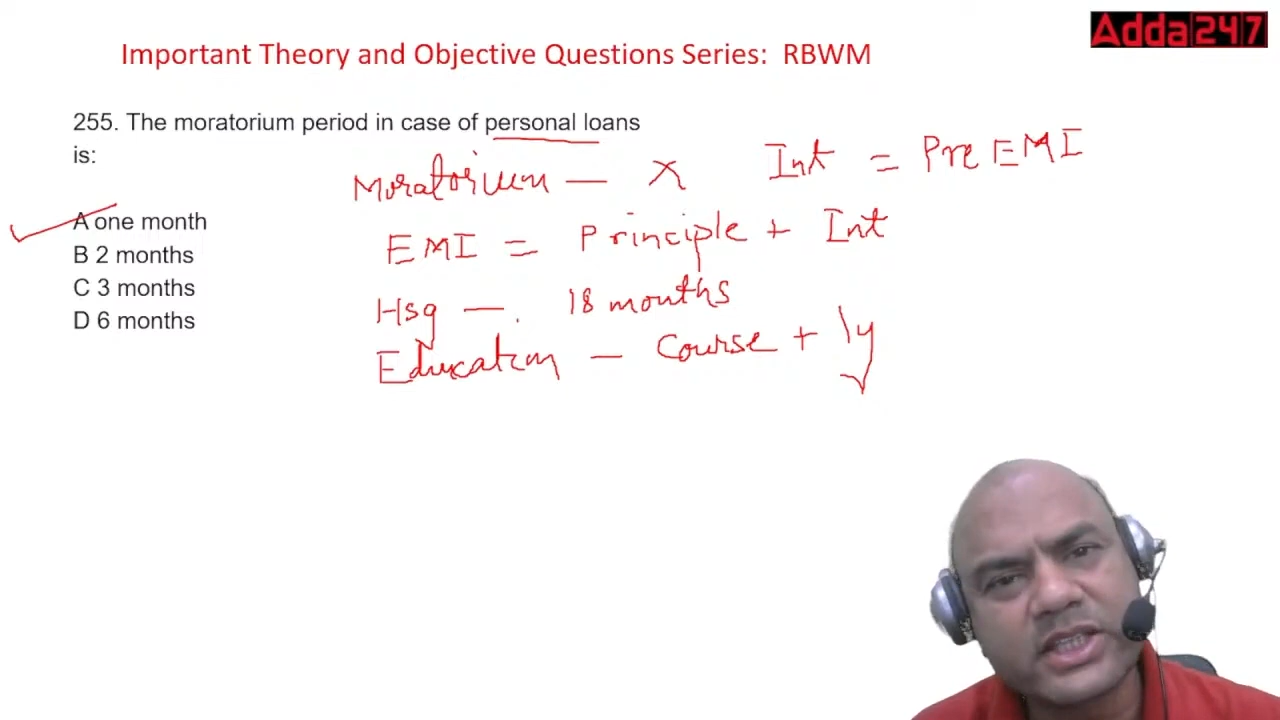 Adda247
Important Theory and Objective Questions Series: RBWM
255. The moratorium period in case of personal loans
is:
A one month
B 2 months
C 3 months
D 6 months
Moratorium — X Int = Pre EMI
EMI = Principle + Int
Hsg — 18 months
Education — Course + 1y